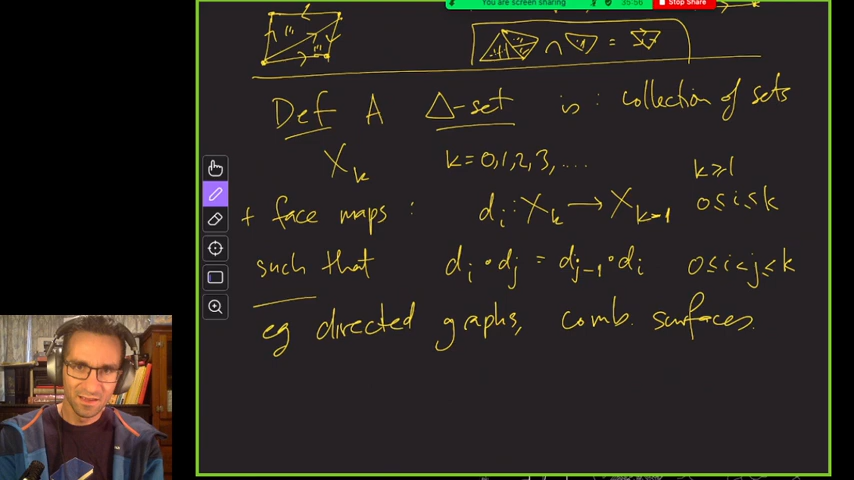 You are screen sharing 35:56 Stop Share
Def A Δ-set is: collection of sets
X_k k=0,1,2,3,.... k≥1
+ face maps: d_i: X_k → X_{k-1} 0≤i≤k
such that d_i ∘ d_j = d_{j-1} ∘ d_i 0≤i<j≤k
eg directed graphs, comb. surfaces.